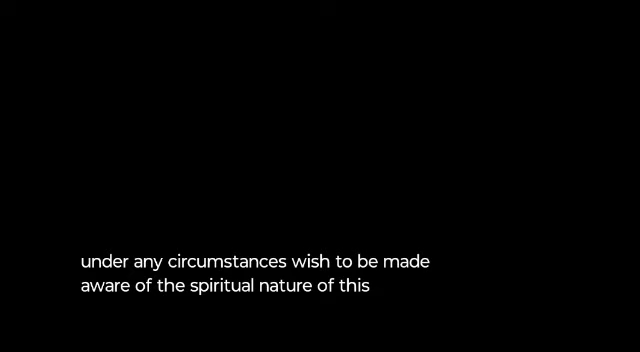 under any circumstances wish to be made
aware of the spiritual nature of this